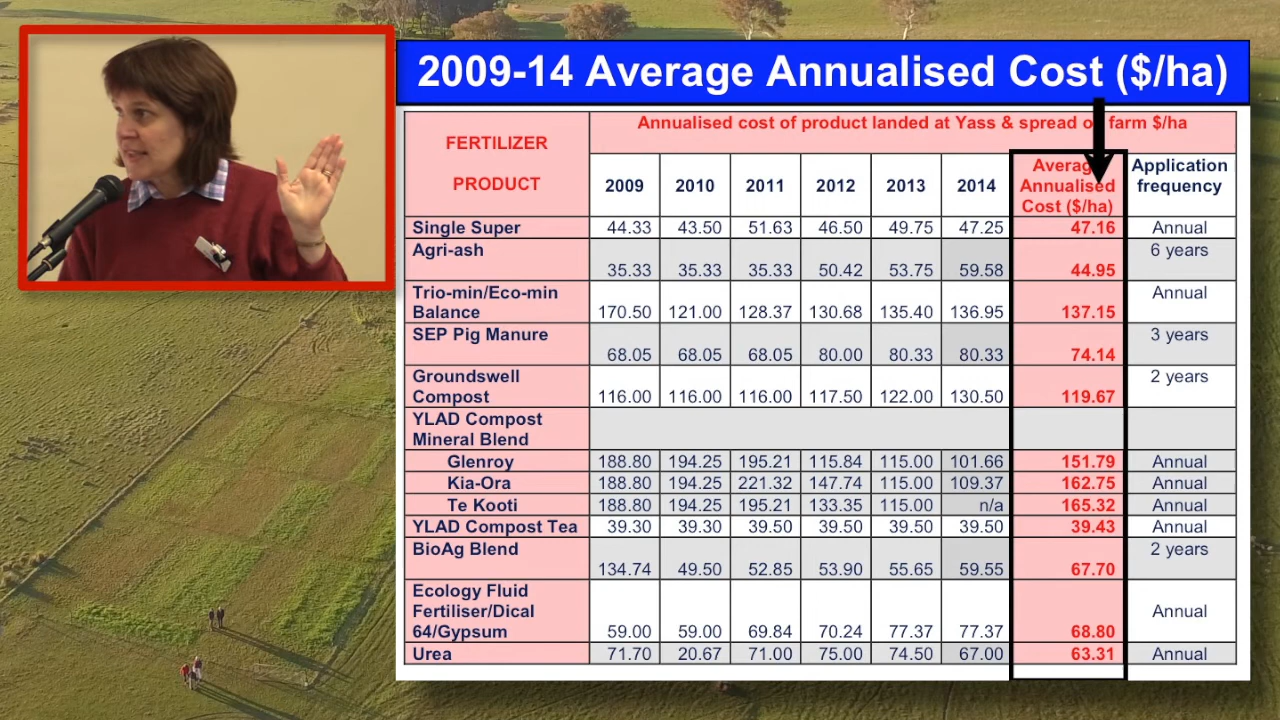 2009-14 Average Annualised Cost ($/ha)
FERTILIZER PRODUCT
Annualised cost of product landed at Yass & spread farm $/ha
2009 2010 2011 2012 2013 2014 Average Annualised Cost ($/ha) Application frequency
Single Super 44.33 43.50 51.63 46.50 49.75 47.25 47.16 Annual
Agri-ash 35.33 35.33 35.33 50.42 53.75 59.58 44.95 6 years
Trio-min/Eco-min
Balance 170.50 121.00 128.37 130.68 135.40 136.95 137.15 Annual
SEP Pig Manure 68.05 68.05 68.05 80.00 80.33 80.33 74.14 3 years
Groundswell
Compost 116.00 116.00 116.00 117.50 122.00 130.50 119.67 2 years
YLAD Compost
Mineral Blend
Glenroy 188.80 194.25 195.21 115.84 115.00 101.66 151.79 Annual
Kia-Ora 188.80 194.25 221.32 147.74 115.00 109.37 162.75 Annual
Te Kooti 188.80 194.25 195.21 133.35 115.00 n/a 165.32 Annual
YLAD Compost Tea 39.30 39.30 39.50 39.50 39.50 39.50 39.43 Annual
BioAg Blend 134.74 49.50 52.85 53.90 55.65 59.55 67.70 2 years
Ecology Fluid
Fertiliser/Dical
64/Gypsum 59.00 59.00 69.84 70.24 77.37 77.37 68.80 Annual
Urea 71.70 20.67 71.00 75.00 74.50 67.00 63.31 Annual